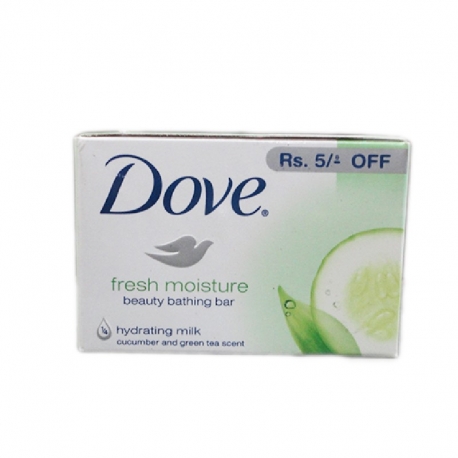 Rs. 5/- OFF
Dove®
fresh moisture
beauty bathing bar
hydrating milk
cucumber and green tea scent